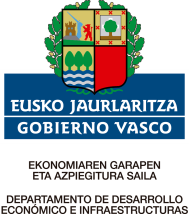 EUSKO JAURLARITZA
GOBIERNO VASCO
EKONOMIAREN GARAPEN
ETA AZPIEGITURA SAILA
DEPARTAMENTO DE DESARROLLO
ECONÓMICO E INFRAESTRUCTURAS